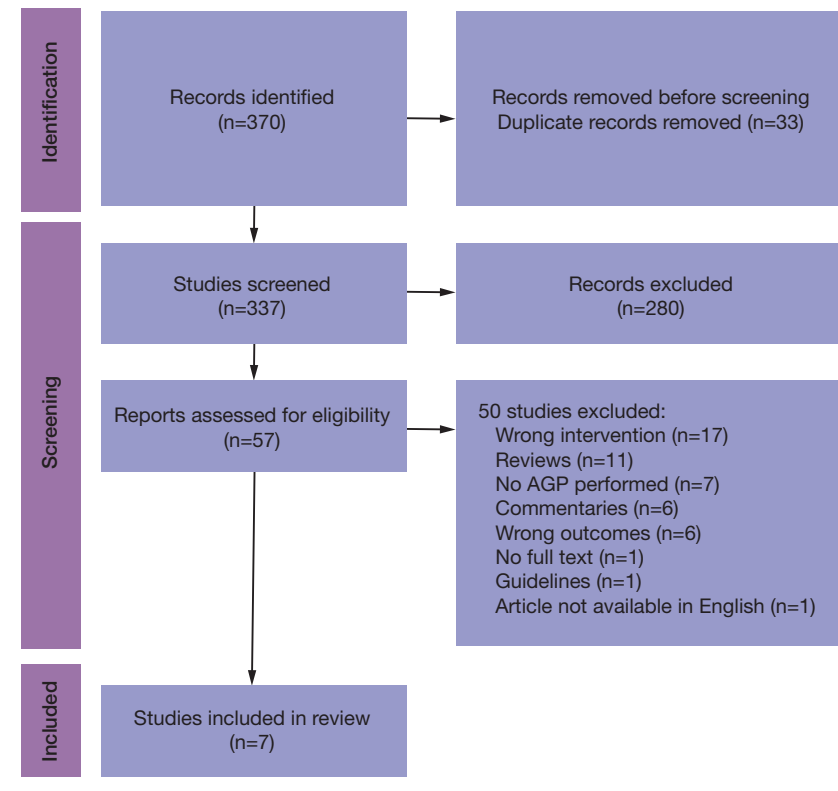 Identification
Records identified
(n=370)
Records removed before screening
Duplicate records removed (n=33)
Screening
Studies screened
(n=337)
Records excluded
(n=280)
Reports assessed for eligibility
(n=57)
50 studies excluded:
Wrong intervention (n=17)
Reviews (n=11)
No AGP performed (n=7)
Commentaries (n=6)
Wrong outcomes (n=6)
No full text (n=1)
Guidelines (n=1)
Article not available in English (n=1)
Included
Studies included in review
(n=7)